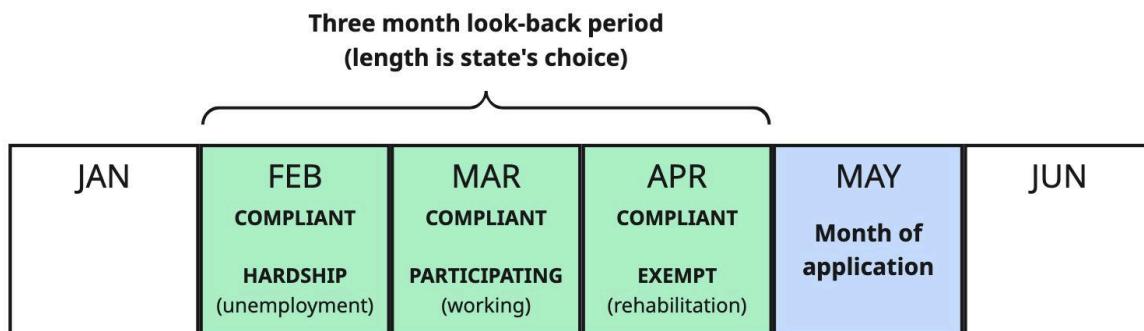 Three month look-back period
(length is state's choice)
JAN
FEB
MAR
APR
MAY
JUN
COMPLIANT
COMPLIANT
COMPLIANT
Month of
application
HARDSHIP
(unemployment)
PARTICIPATING
(working)
EXEMPT
(rehabilitation)